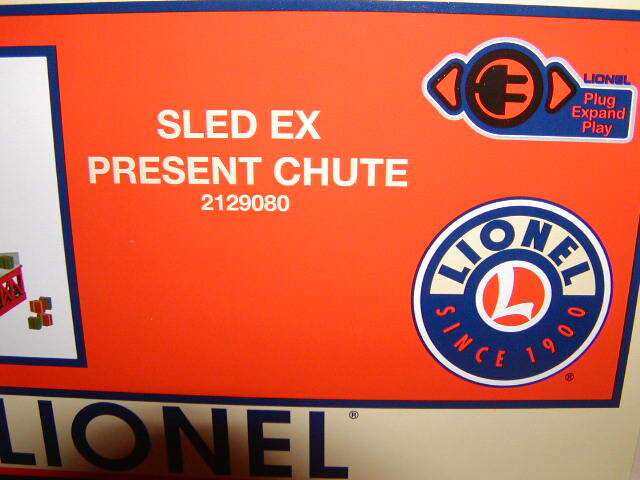 SLED EX
PRESENT CHUTE
2129080
LIONEL
Plug
Expand
Play
LIONEL
L
SINCE 1900
®
LIONEL®